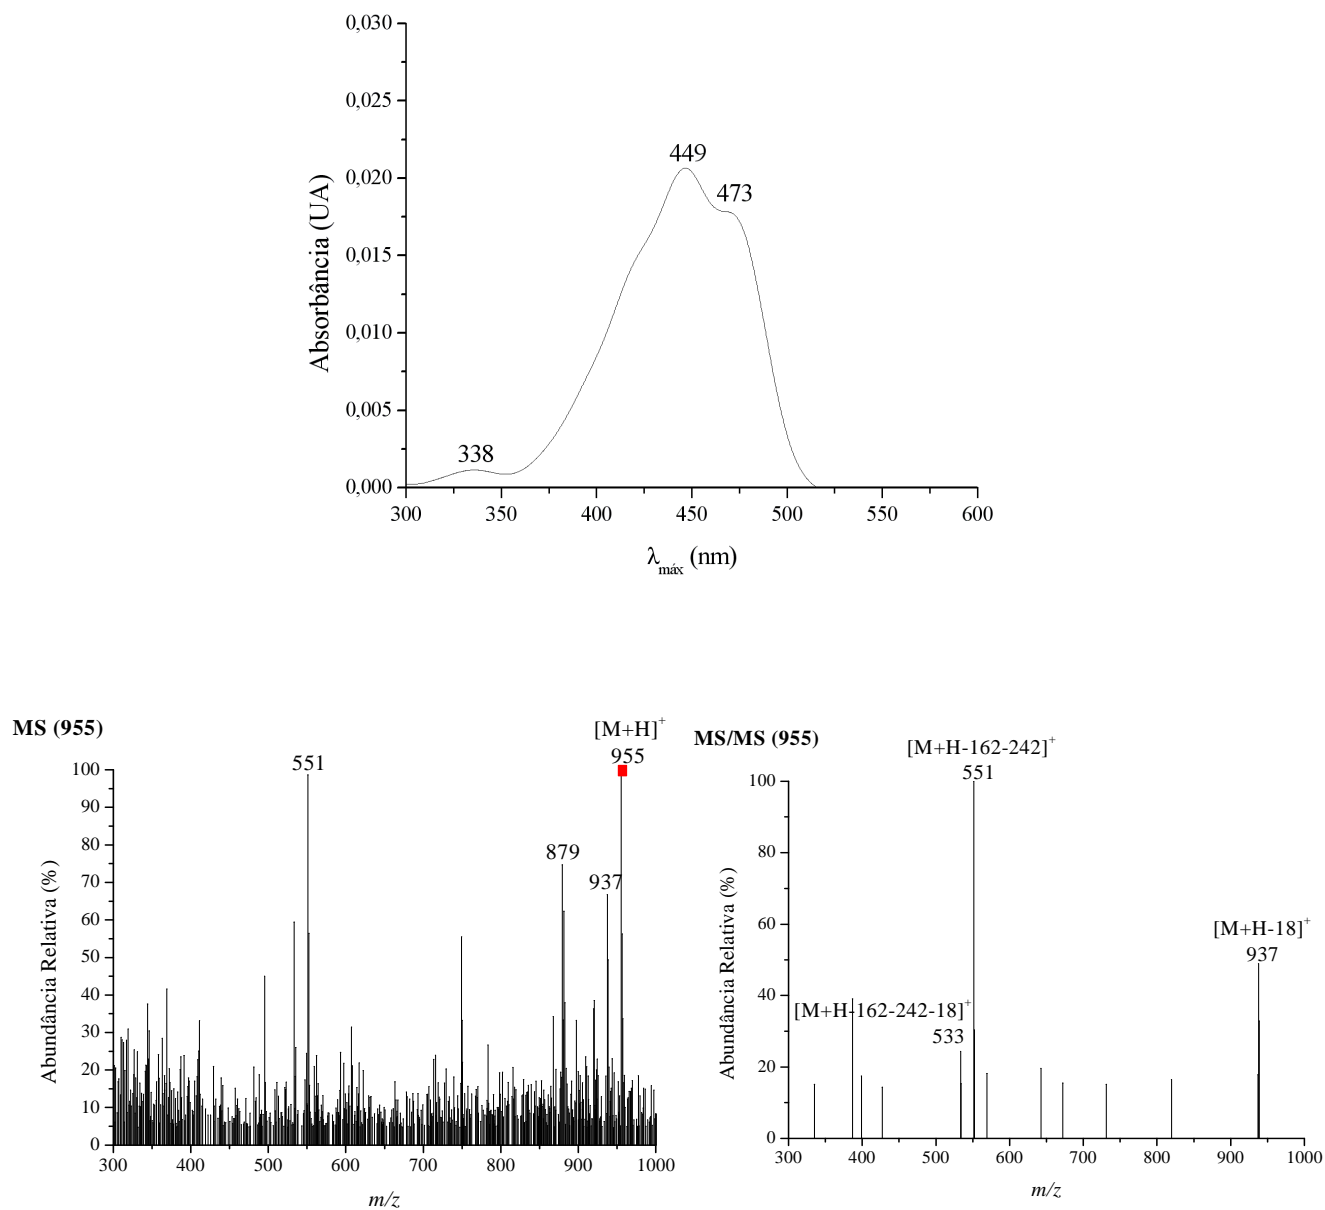 0,030
0,025
0,020
0,015
0,010
0,005
0,000
Absorbância (UA)
449
473
338
300 350 400 450 500 550 600
λmáx (nm)
MS (955)
[M+H]+
955
551
879
937
100
90
80
70
60
50
40
30
20
10
0
Abundância Relativa (%)
300 400 500 600 700 800 900 1000
m/z
MS/MS (955)
[M+H-162-242]+
551
[M+H-18]+
937
[M+H-162-242-18]+
533
100
80
60
40
20
0
Abundância Relativa (%)
300 400 500 600 700 800 900 1000
m/z